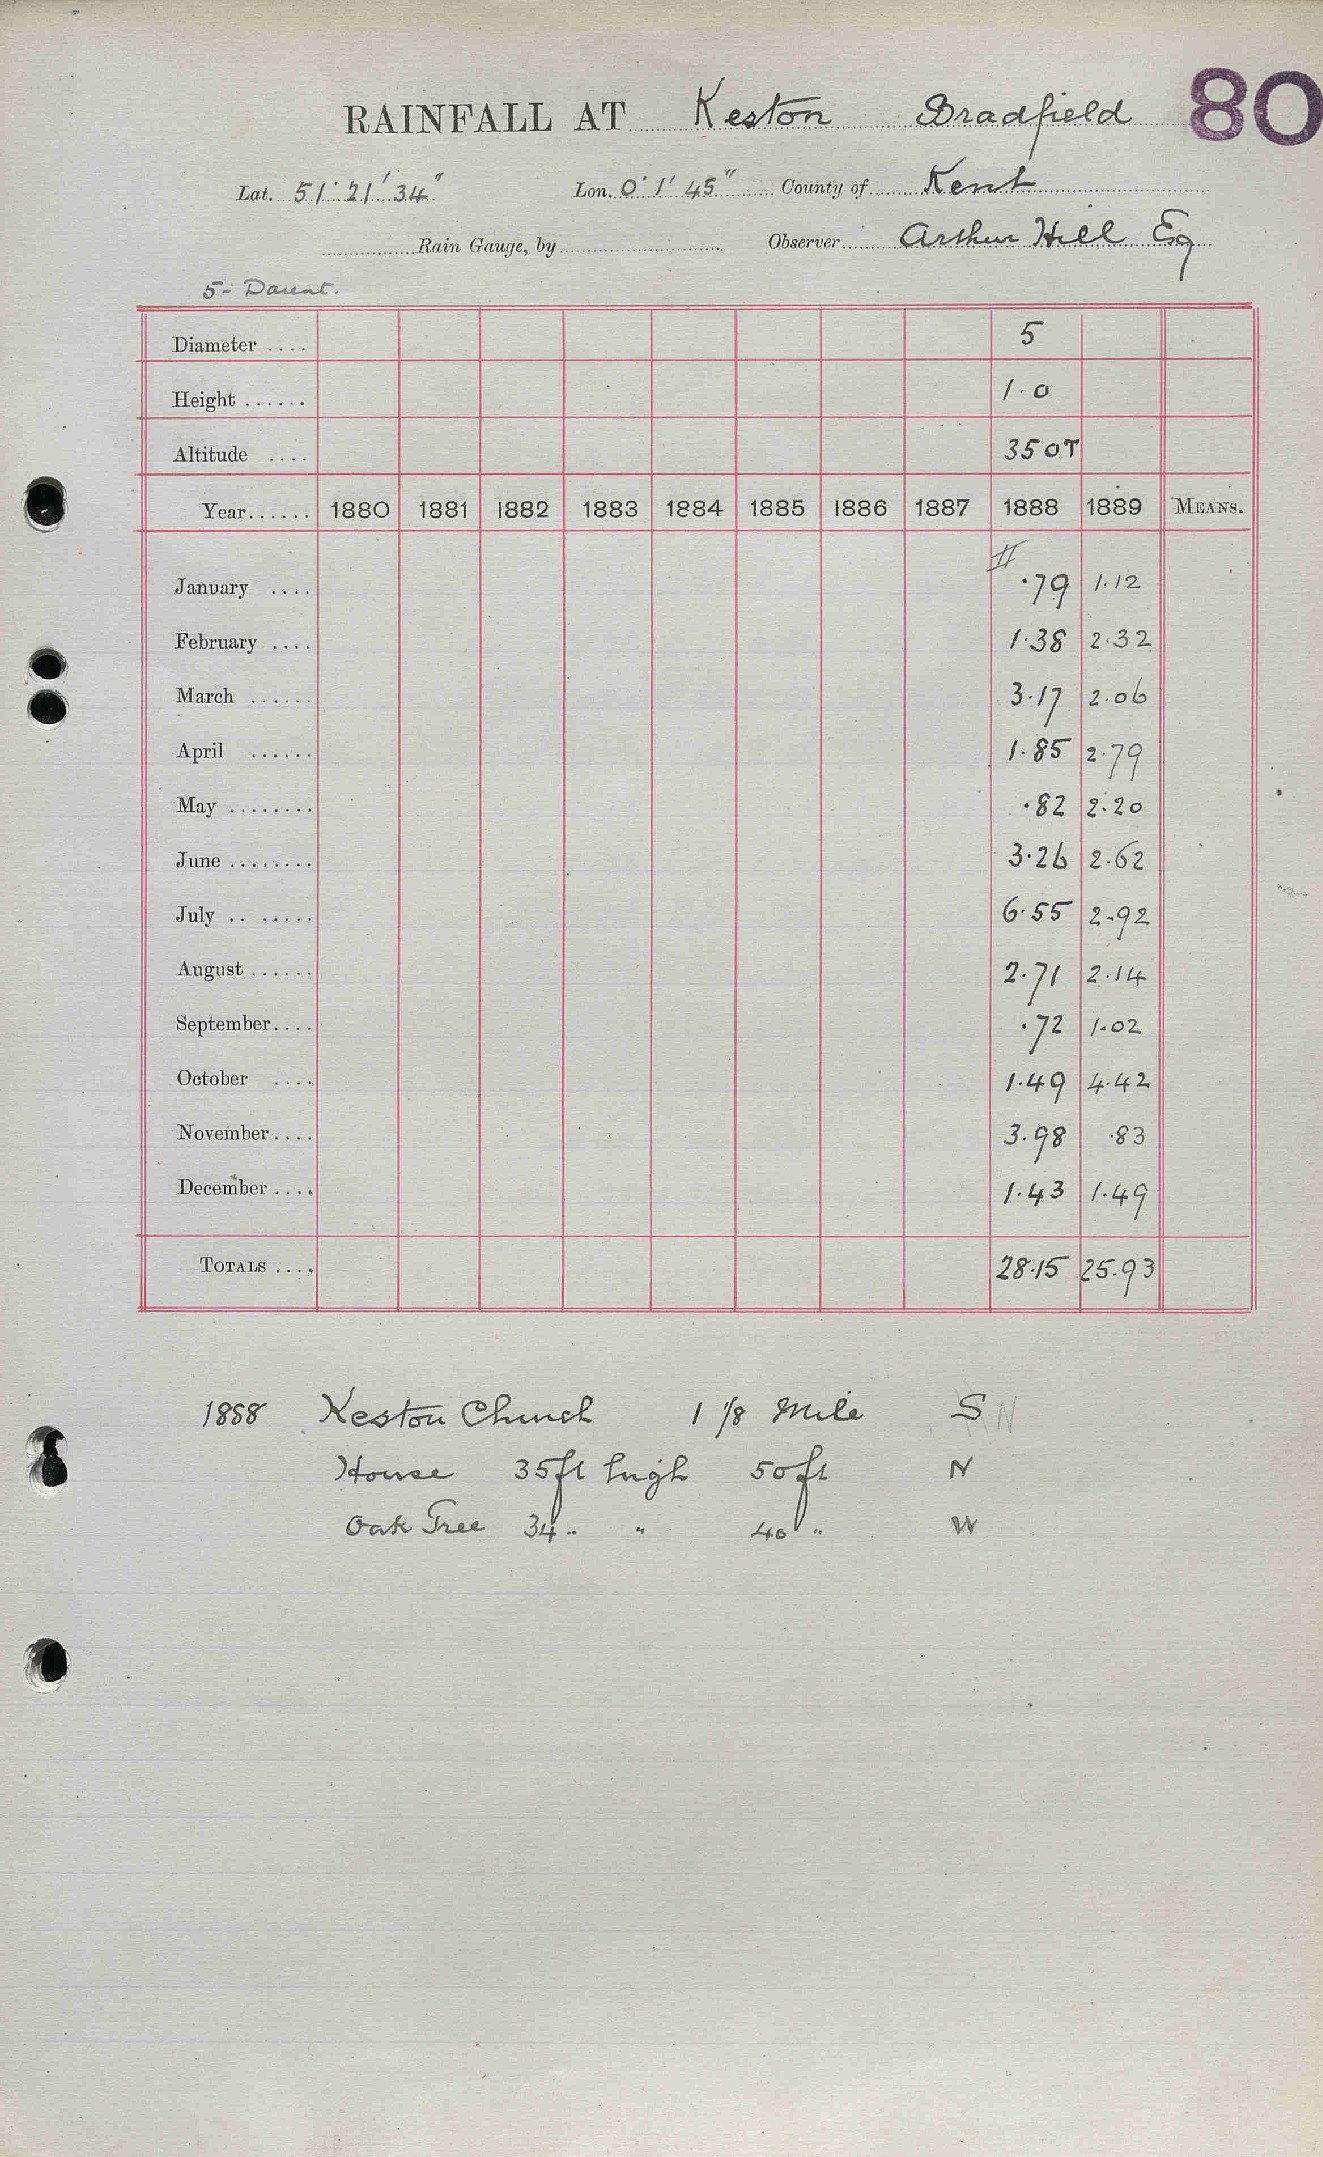 80
RAINFALL AT Keston Bradfield
Lat. 51° 21' 34" Lon. 0° 1' 45" County of Kent
Rain Gauge, by Observer Arthur Hill Esq
5- Darent.
Diameter .... 5
Height ...... 1.0
Altitude .... 350T
Year...... 1880 1881 1882 1883 1884 1885 1886 1887 1888 1889 MEANS.
January .... .79 1.12
February .... 1.38 2.32
March ...... 3.17 2.06
April ...... 1.85 2.79
May ........ .82 2.20
June ........ 3.26 2.62
July .. ...... 6.55 2.92
August ...... 2.71 2.14
September.... .72 1.02
October .... 1.49 4.42
November.... 3.98 .83
December .... 1.43 1.49
TOTALS .... 28.15 25.93
1888 Keston Church 1 1/8 Mile S N
House 35ft high 50ft N
Oak Tree 34 " " 40 " W